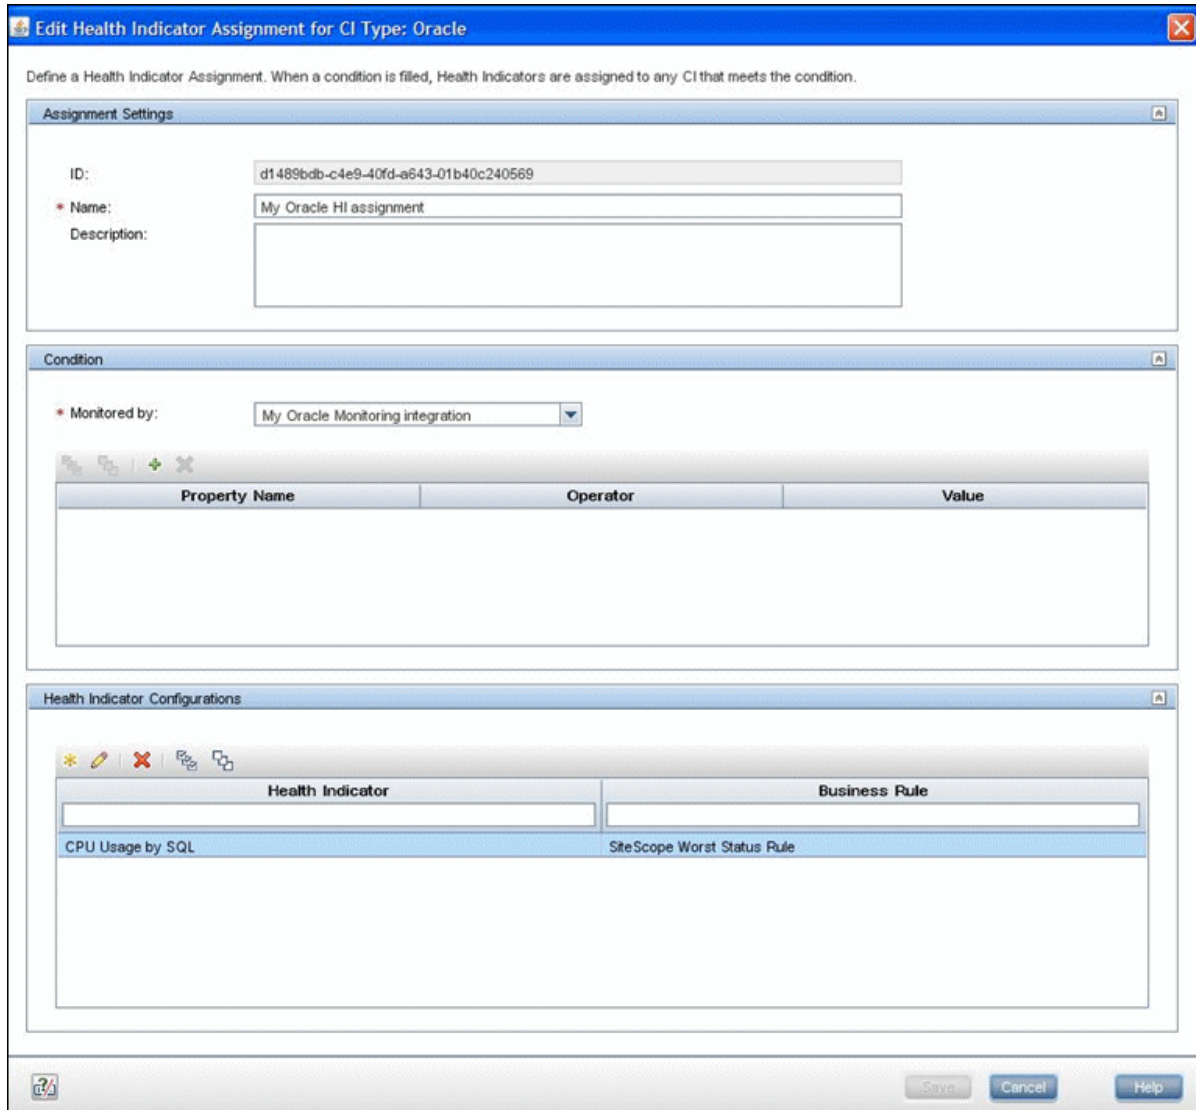 Edit Health Indicator Assignment for CI Type: Oracle
Define a Health Indicator Assignment. When a condition is filled, Health Indicators are assigned to any CI that meets the condition.
Assignment Settings
ID: d1489bdb-c4e9-40fd-a643-01b40c240569
* Name: My Oracle HI assignment
Description:
Condition
* Monitored by: My Oracle Monitoring integration
Property Name Operator Value
Health Indicator Configurations
Health Indicator Business Rule
CPU Usage by SQL SiteScope Worst Status Rule
Save Cancel Help